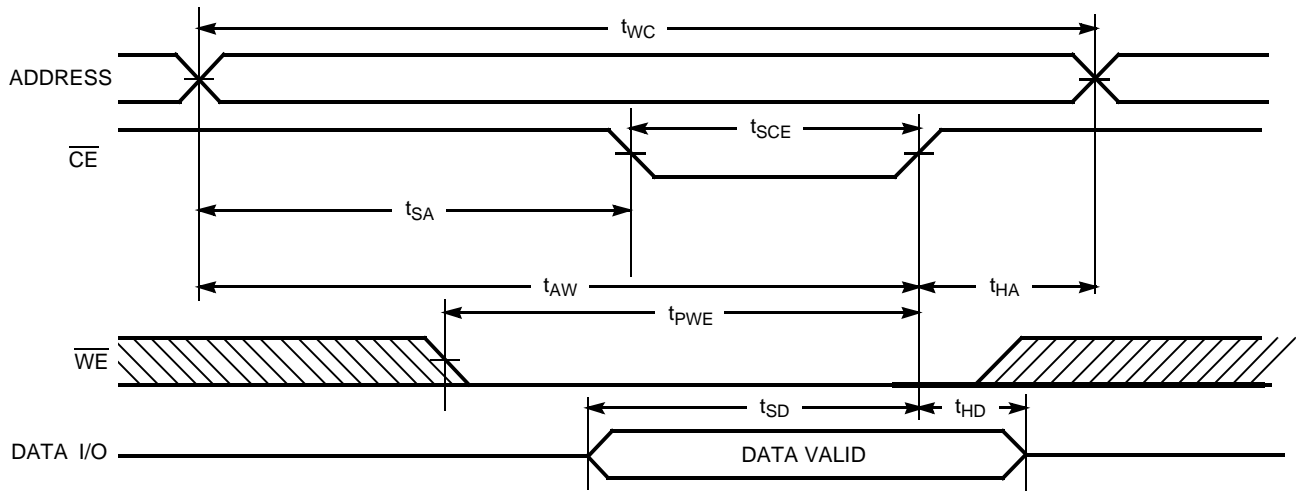 tWC
ADDRESS
tSCE
CE
tSA
tAW
tHA
tPWE
WE
tSD
tHD
DATA I/O
DATA VALID